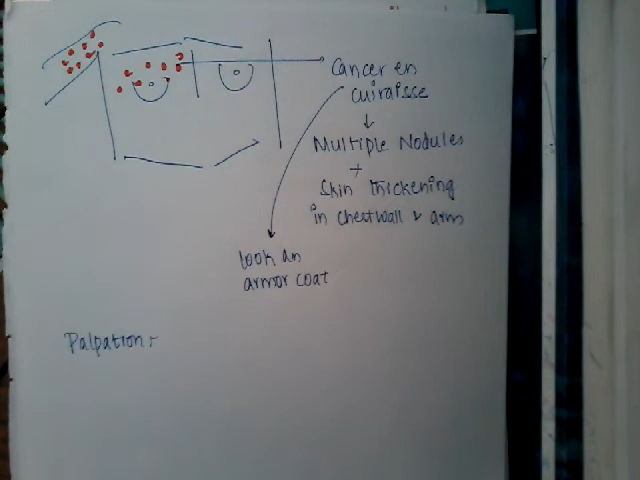 Cancer en
cuirasse
Multiple Nodules
+
Skin thickening
in chestwall & arm
look an
armor coat
Palpation:-